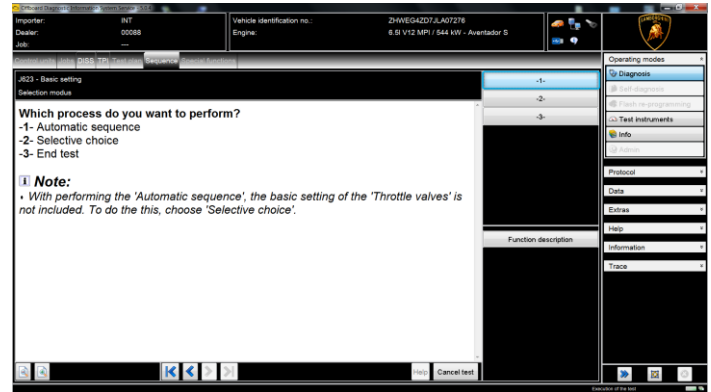 Offboard Diagnostic Information System Service - 5.0.4
Importer: INT
Dealer: 00088
Job: ---
Vehicle identification no.: ZHWEG4ZD7JLA07276
Engine: 6.5l V12 MPI / 544 kW - Aventador S
Control units Jobs DISS TPI Test plan Sequence Special functions
J623 - Basic setting
Selection modus
Which process do you want to perform?
-1- Automatic sequence
-2- Selective choice
-3- End test
Note:
• With performing the 'Automatic sequence', the basic setting of the 'Throttle valves' is
not included. To do the this, choose 'Selective choice'.
-1-
-2-
-3-
Function description
Help
Cancel test
Operating modes
Diagnosis
Self-diagnosis
Flash re-programming
Test instruments
Info
Admin
Protocol
Data
Extras
Help
Information
Trace
Execution of the test